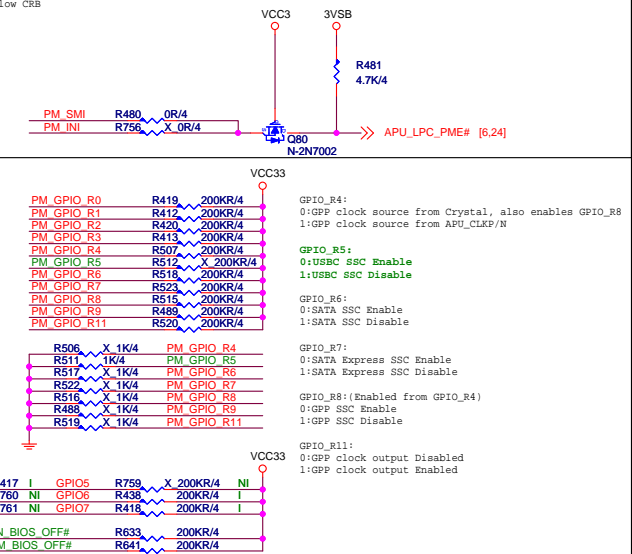 low CRB
VCC3 3VSB
R481
4.7K/4
PM_SMI R480 0R/4
PM_INI R756 X_0R/4
APU_LPC_PME# [6,24]
Q80
N-2N7002
VCC33
PM_GPIO_R0 R419 200KR/4
PM_GPIO_R1 R412 200KR/4
PM_GPIO_R2 R420 200KR/4
PM_GPIO_R3 R413 200KR/4
PM_GPIO_R4 R507 200KR/4
PM_GPIO_R5 R512 X_200KR/4
PM_GPIO_R6 R518 200KR/4
PM_GPIO_R7 R523 200KR/4
PM_GPIO_R8 R515 200KR/4
PM_GPIO_R9 R489 200KR/4
PM_GPIO_R11 R520 200KR/4
R506 X_1K/4 PM_GPIO_R4
R511 1K/4 PM_GPIO_R5
R517 X_1K/4 PM_GPIO_R6
R522 X_1K/4 PM_GPIO_R7
R516 X_1K/4 PM_GPIO_R8
R488 X_1K/4 PM_GPIO_R9
R519 X_1K/4 PM_GPIO_R11
GPIO_R4:
0:GPP clock source from Crystal, also enables GPIO_R8
1:GPP clock source from APU_CLKP/N
GPIO_R5:
0:USBC SSC Enable
1:USBC SSC Disable
GPIO_R6:
0:SATA SSC Enable
1:SATA SSC Disable
GPIO_R7:
0:SATA Express SSC Enable
1:SATA Express SSC Disable
GPIO_R8:(Enabled from GPIO_R4)
0:GPP SSC Enable
1:GPP SSC Disable
GPIO_R11:
0:GPP clock output Disabled
1:GPP clock output Enabled
VCC33
417 I GPIO5 R759 X_200KR/4 NI
760 NI GPIO6 R438 200KR/4 I
761 NI GPIO7 R418 200KR/4 I
N_BIOS_OFF# R633 200KR/4
M_BIOS_OFF# R641 200KR/4